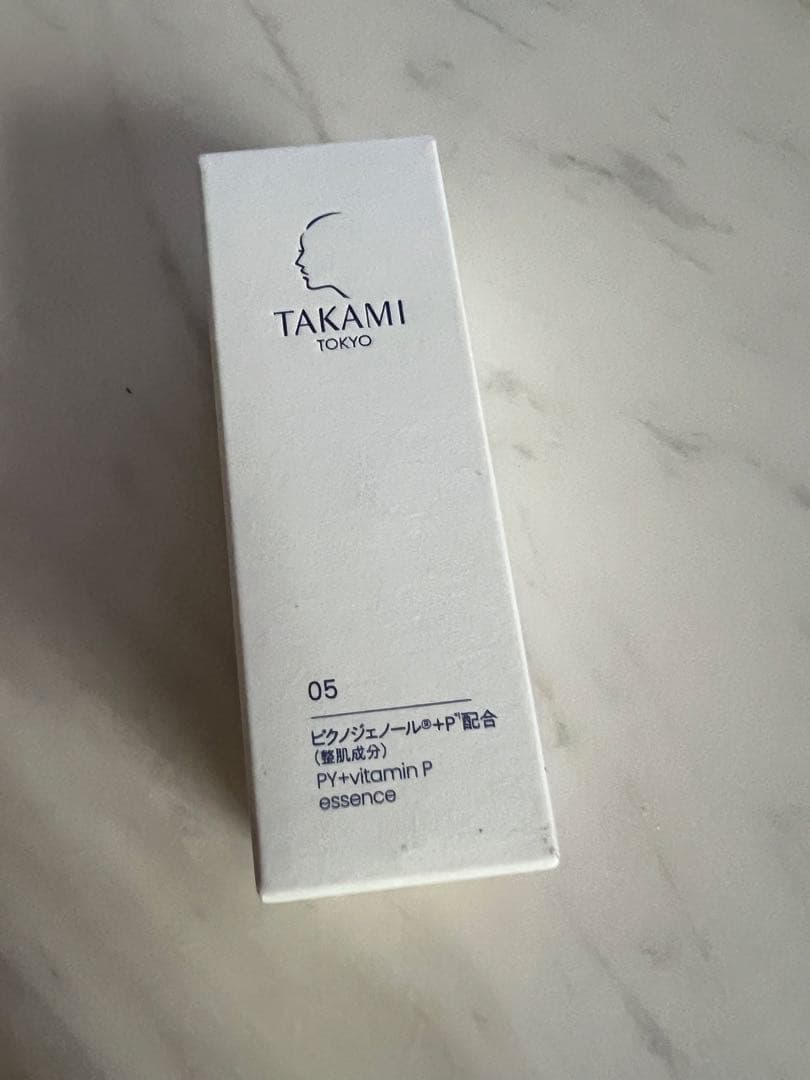 TAKAMI
TOKYO
05
ピクノジェノール®+P*1配合
(整肌成分)
PY+vitamin P
essence